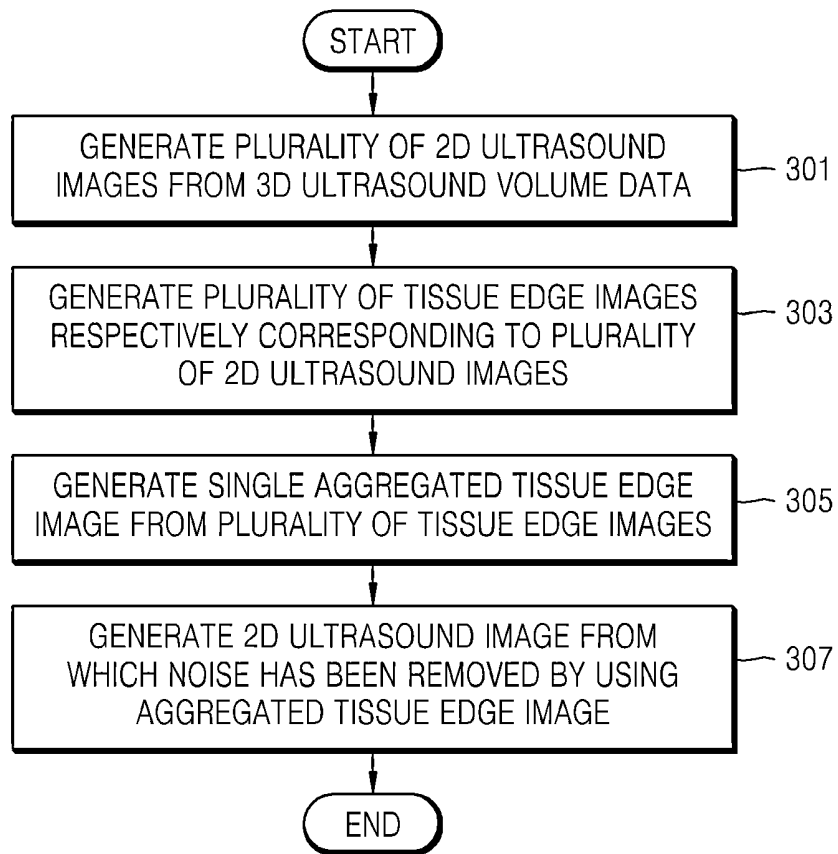 START
GENERATE PLURALITY OF 2D ULTRASOUND
IMAGES FROM 3D ULTRASOUND VOLUME DATA
301
GENERATE PLURALITY OF TISSUE EDGE IMAGES
RESPECTIVELY CORRESPONDING TO PLURALITY
OF 2D ULTRASOUND IMAGES
303
GENERATE SINGLE AGGREGATED TISSUE EDGE
IMAGE FROM PLURALITY OF TISSUE EDGE IMAGES
305
GENERATE 2D ULTRASOUND IMAGE FROM
WHICH NOISE HAS BEEN REMOVED BY USING
AGGREGATED TISSUE EDGE IMAGE
307
END